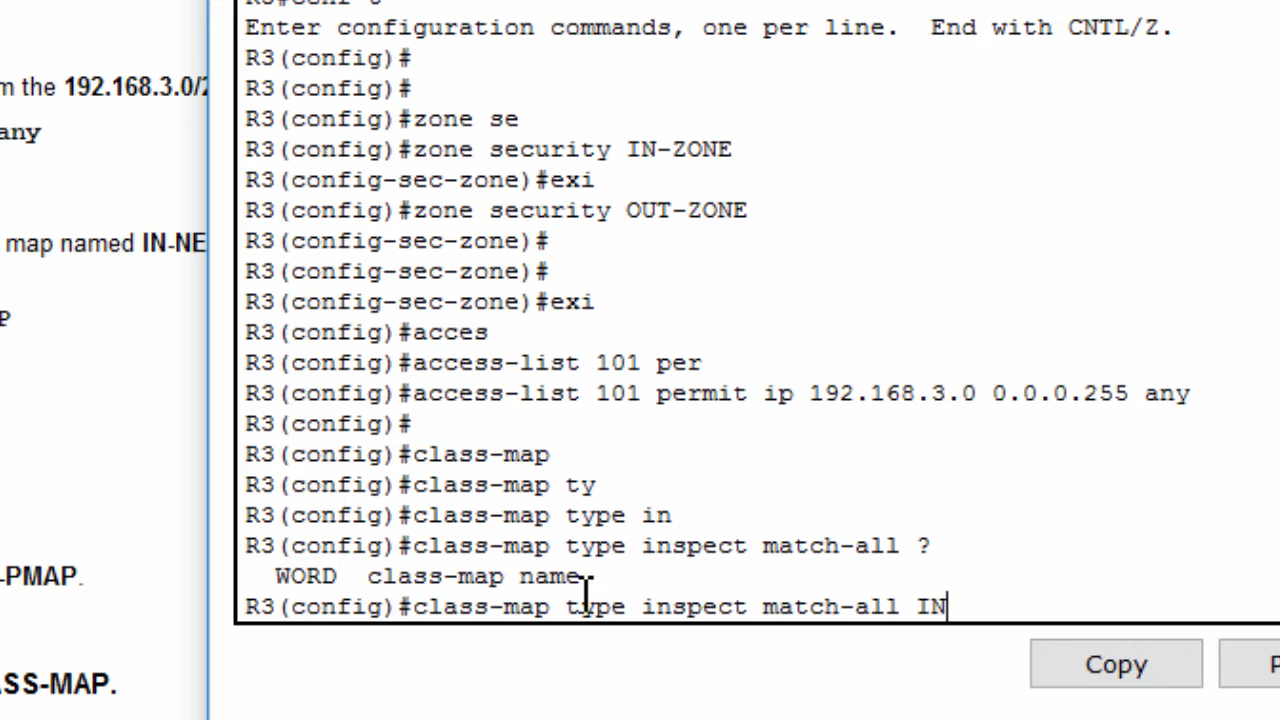 R3#conf t
Enter configuration commands, one per line.  End with CNTL/Z.
R3(config)#
m the 192.168.3.0/2
R3(config)#
R3(config)#zone se
any
R3(config)#zone security IN-ZONE
R3(config-sec-zone)#exi
R3(config)#zone security OUT-ZONE
map named IN-NE
R3(config-sec-zone)#
R3(config-sec-zone)#
R3(config-sec-zone)#exi
P
R3(config)#acces
R3(config)#access-list 101 per
R3(config)#access-list 101 permit ip 192.168.3.0 0.0.0.255 any
R3(config)#
R3(config)#class-map
R3(config)#class-map ty
R3(config)#class-map type in
R3(config)#class-map type inspect match-all ?
-PMAP.
WORD  class-map name
R3(config)#class-map type inspect match-all IN
Copy
P
SS-MAP.